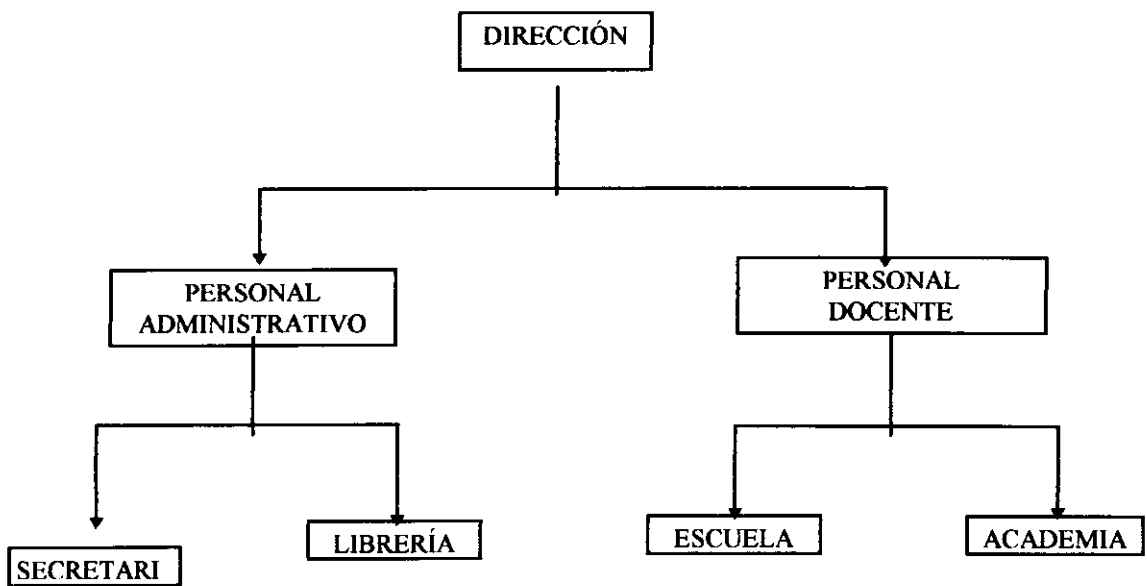 DIRECCIÓN
PERSONAL
ADMINISTRATIVO
PERSONAL
DOCENTE
SECRETARI
LIBRERÍA
ESCUELA
ACADEMIA